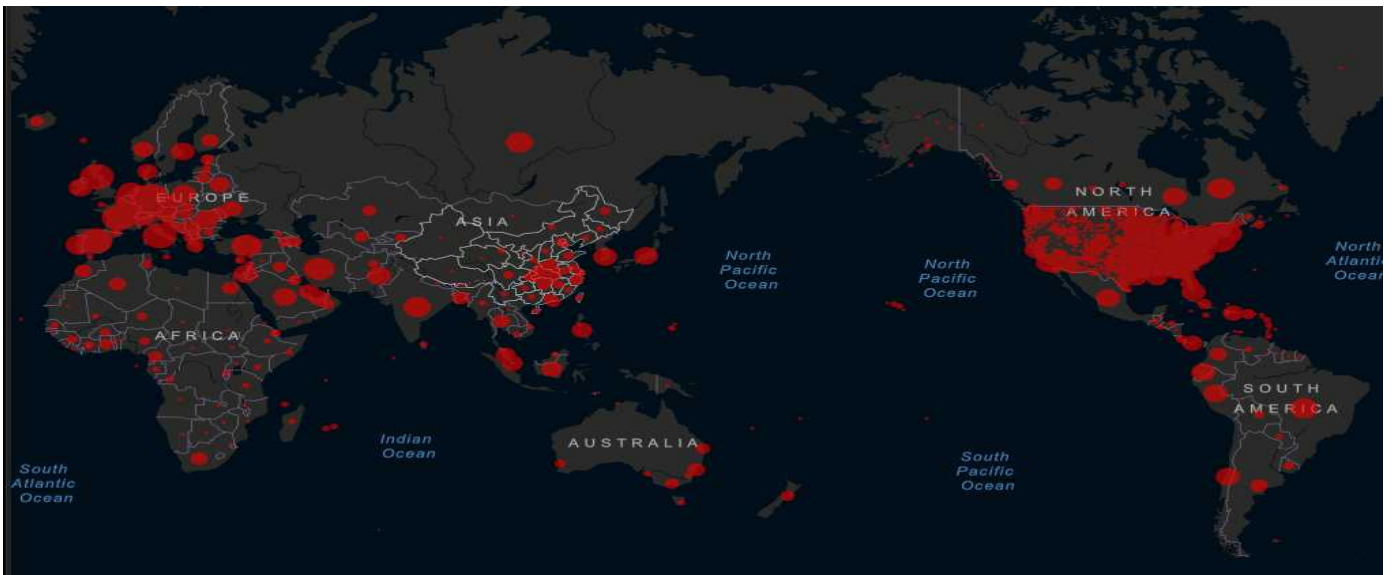 EUROPE
ASIA
NORTH
AMERICA
North
Pacific
Ocean
North
Pacific
Ocean
North
Atlantic
Ocean
AFRICA
SOUTH
AMERICA
AUSTRALIA
Indian
Ocean
South
Atlantic
Ocean
South
Pacific
Ocean